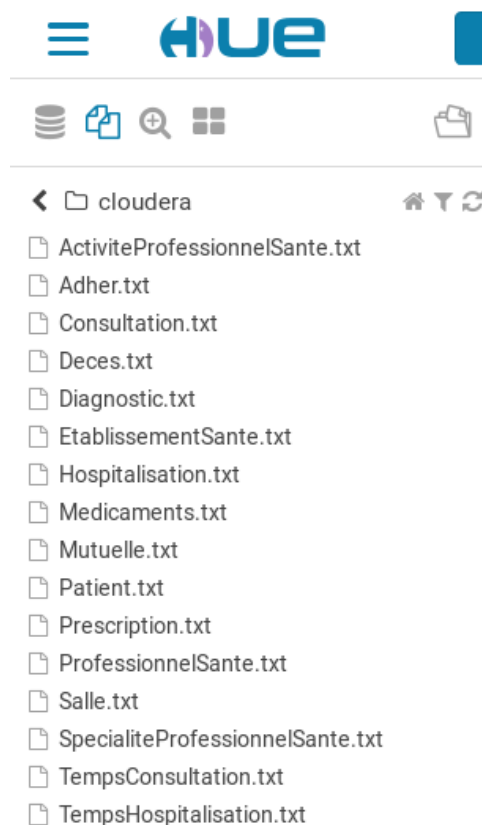 HUE
cloudera
ActiviteProfessionnelSante.txt
Adher.txt
Consultation.txt
Deces.txt
Diagnostic.txt
EtablissementSante.txt
Hospitalisation.txt
Medicaments.txt
Mutuelle.txt
Patient.txt
Prescription.txt
ProfessionnelSante.txt
Salle.txt
SpecialiteProfessionnelSante.txt
TempsConsultation.txt
TempsHospitalisation.txt